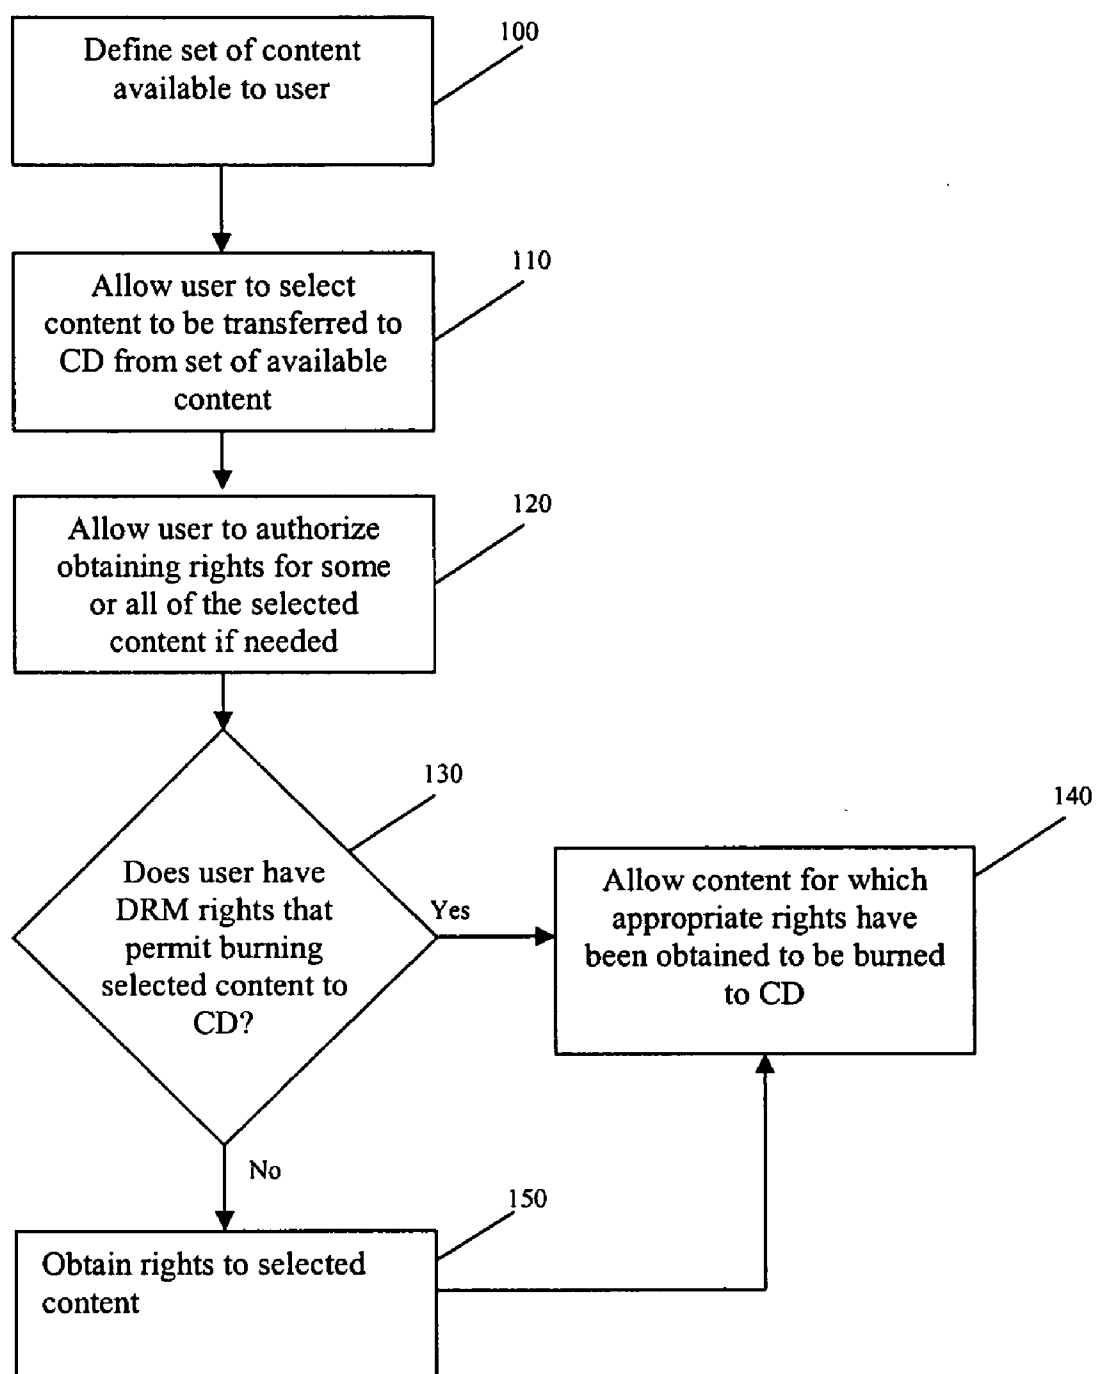 Define set of content
available to user
100
Allow user to select
content to be transferred to
CD from set of available
content
110
Allow user to authorize
obtaining rights for some
or all of the selected
content if needed
120
Does user have
DRM rights that
permit burning
selected content to
CD?
130
Yes
Allow content for which
appropriate rights have
been obtained to be burned
to CD
140
No
Obtain rights to selected
content
150